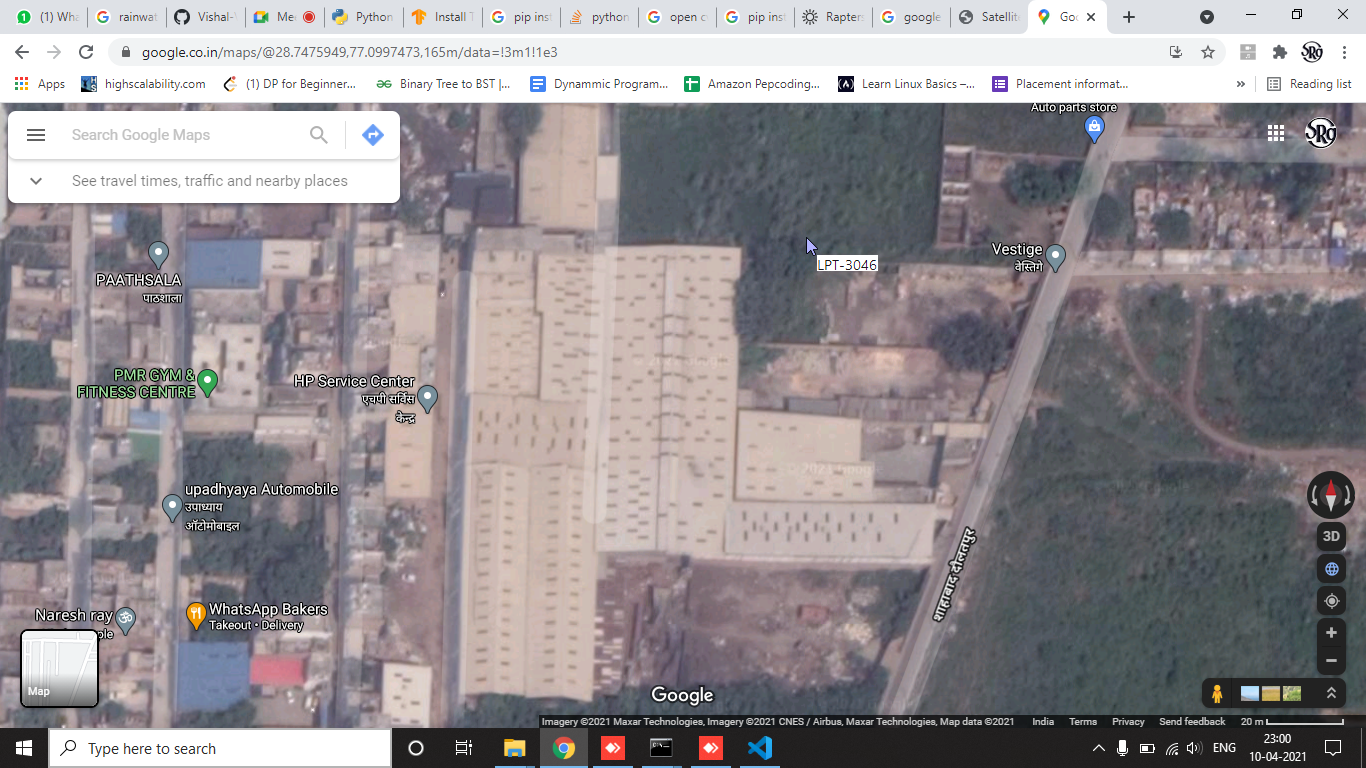 (1) Wha
rainwat
Vishal-
Mee
Python
Install T
pip inst
python
open c
pip inst
Rapter
google
Satellit
Goo
google.co.in/maps/@28.7475949,77.0997473,165m/data=!3m1!1e3
Apps
highscalability.com
(1) DP for Beginner...
Binary Tree to BST |...
Dynammic Program...
Amazon Pepcoding...
Learn Linux Basics –...
Placement informat...
»
Reading list
Search Google Maps
See travel times, traffic and nearby places
Auto parts store
SRG
Vestige
वेस्तिगे
LPT-3046
PAATHSALA
पाठशाला
PMR GYM &
FITNESS CENTRE
HP Service Center
एचपी सर्विस
केन्द्र
upadhyaya Automobile
उपाध्याय
ऑटोमोबाइल
शाहाबाद दौलतपुर
3D
WhatsApp Bakers
Takeout • Delivery
Naresh ray
ple
Map
Google
Imagery ©2021 Maxar Technologies, Imagery ©2021 CNES / Airbus, Maxar Technologies, Map data ©2021
India
Terms
Privacy
Send feedback
20 m
Type here to search
ENG
23:00
10-04-2021